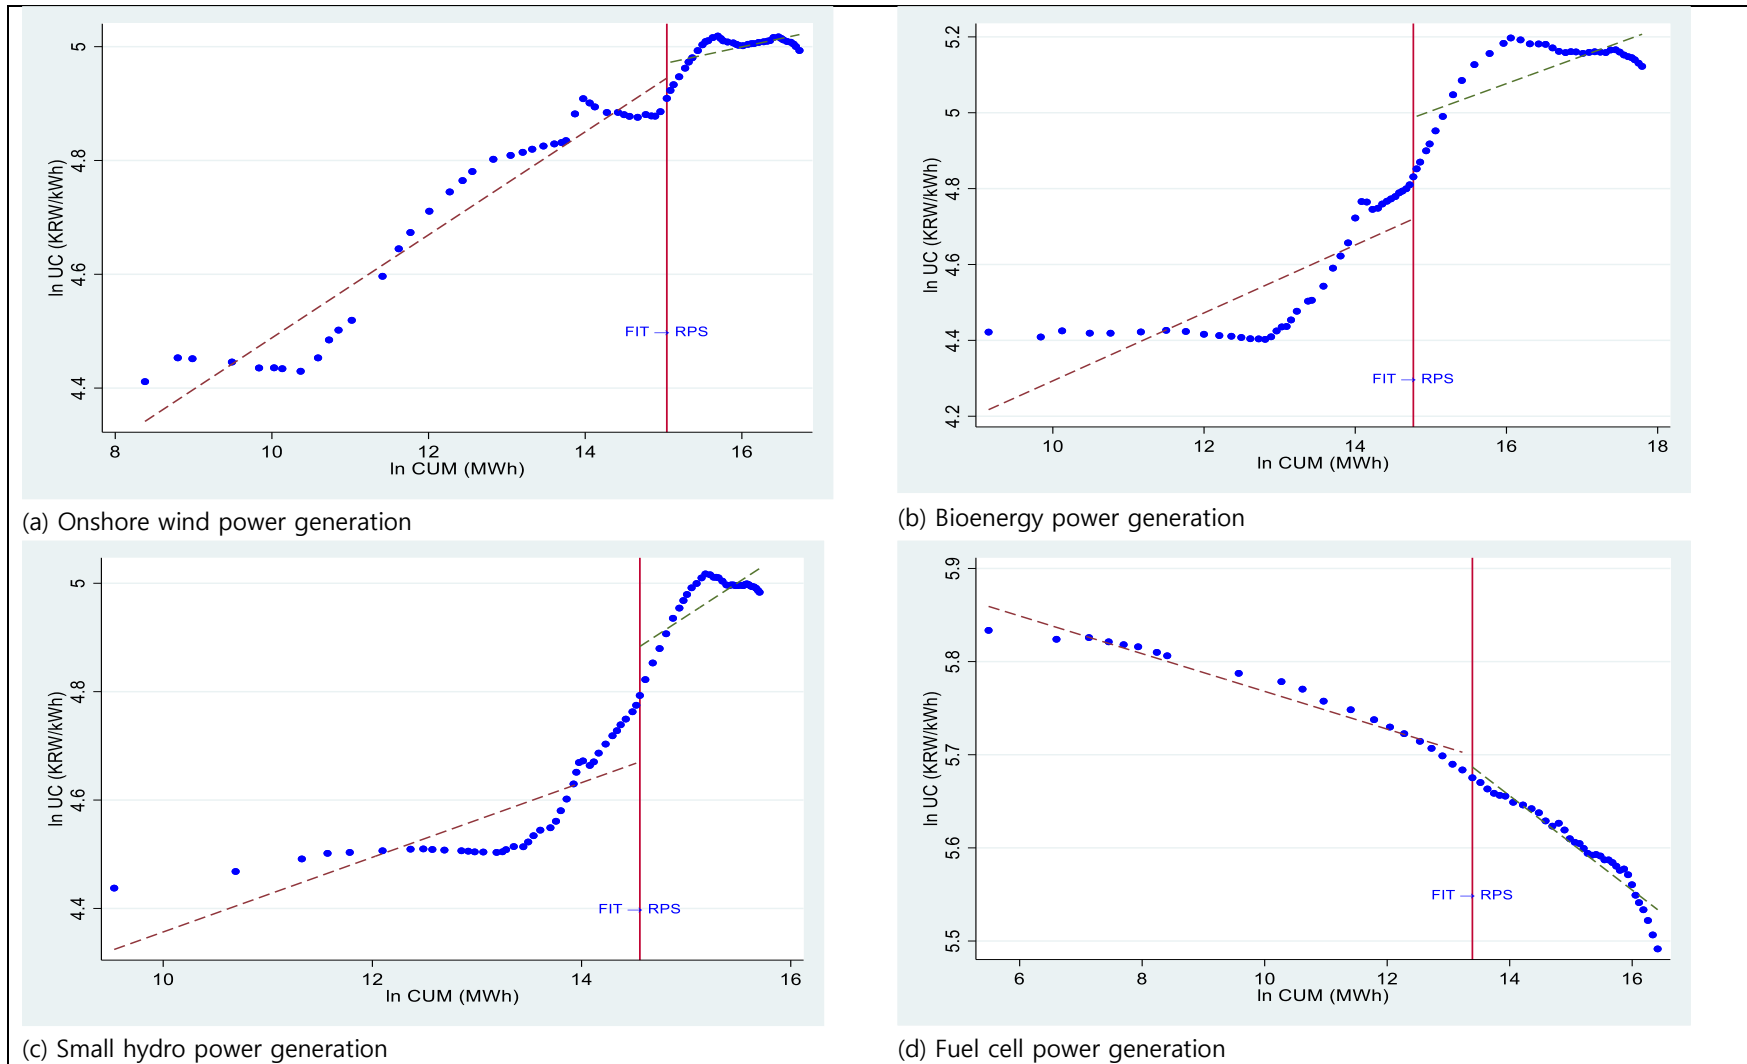 5
4.8
4.6
4.4
ln UC (KRW/kWh)
FIT → RPS
8 10 12 14 16
ln CUM (MWh)
(a) Onshore wind power generation
5.2
5
4.8
4.6
4.4
4.2
ln UC (KRW/kWh)
FIT → RPS
10 12 14 16 18
ln CUM (MWh)
(b) Bioenergy power generation
5
4.8
4.6
4.4
ln UC (KRW/kWh)
FIT → RPS
10 12 14 16
ln CUM (MWh)
(c) Small hydro power generation
5.9
5.8
5.7
5.6
5.5
ln UC (KRW/kWh)
FIT → RPS
6 8 10 12 14 16
ln CUM (MWh)
(d) Fuel cell power generation